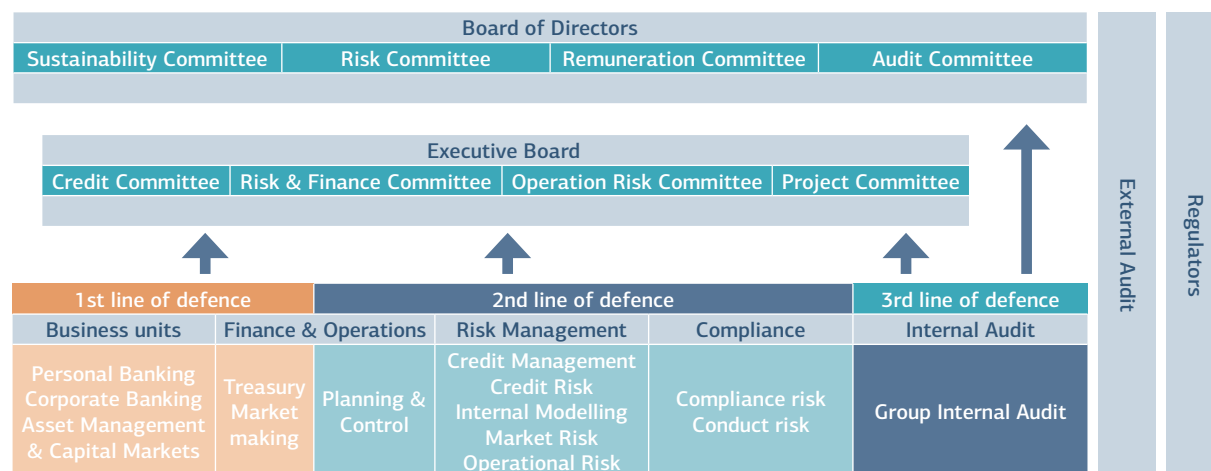 Board of Directors
Sustainability Committee
Risk Committee
Remuneration Committee
Audit Committee
Executive Board
Credit Committee
Risk & Finance Committee
Operation Risk Committee
Project Committee
1st line of defence
2nd line of defence
3rd line of defence
Business units
Finance & Operations
Risk Management
Compliance
Internal Audit
Personal Banking
Corporate Banking
Asset Management
& Capital Markets
Treasury
Market
making
Planning &
Control
Credit Management
Credit Risk
Internal Modelling
Market Risk
Operational Risk
Compliance risk
Conduct risk
Group Internal Audit
External Audit
Regulators